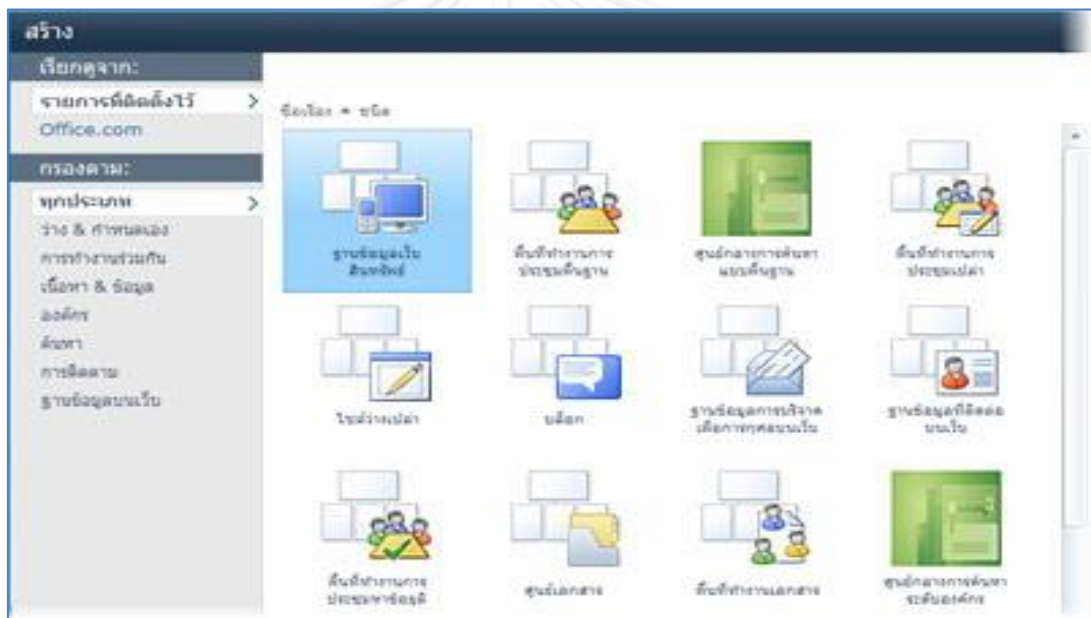 สร้าง
เรียกดูจาก:
รายการที่ติดตั้งไว้
Office.com
กรองตาม:
ทุกประเภท
ว่าง & กำหนดเอง
การทำงานร่วมกัน
เนื้อหา & ข้อมูล
องค์กร
ค้นหา
การติดตาม
ฐานข้อมูลบนเว็บ
ชื่อเรื่อง ชนิด
ฐานข้อมูลเว็บ
สินทรัพย์
พื้นที่ทำงานการ
ประชุมพื้นฐาน
ศูนย์กลางการค้นหา
แบบพื้นฐาน
พื้นที่ทำงานการ
ประชุมเปล่า
ไซต์ว่างเปล่า
บล็อก
ฐานข้อมูลการบริจาค
เพื่อการกุศลบนเว็บ
ฐานข้อมูลที่ติดต่อ
บนเว็บ
พื้นที่ทำงานการ
ประชุมหาข้อยุติ
ศูนย์เอกสาร
พื้นที่ทำงานเอกสาร
ศูนย์กลางการค้นหา
ระดับองค์กร